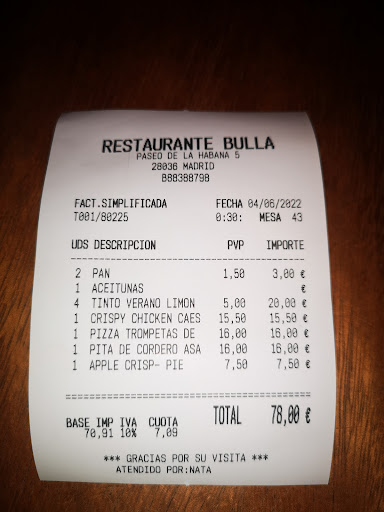 RESTAURANTE BULLA
PASEO DE LA HABANA 5
28036 MADRID
B88388798
FACT.SIMPLIFICADA FECHA 04/06/2022
T001/80225 0:30: MESA 43
UDS DESCRIPCION PVP IMPORTE
2 PAN 1,50 3,00 €
1 ACEITUNAS €
4 TINTO VERANO LIMON 5,00 20,00 €
1 CRISPY CHICKEN CAES 15,50 15,50 €
1 PIZZA TROMPETAS DE 16,00 16,00 €
1 PITA DE CORDERO ASA 16,00 16,00 €
1 APPLE CRISP- PIE 7,50 7,50 €
BASE IMP IVA CUOTA TOTAL 78,00 €
70,91 10% 7,09
*** GRACIAS POR SU VISITA ***
ATENDIDO POR:NATA